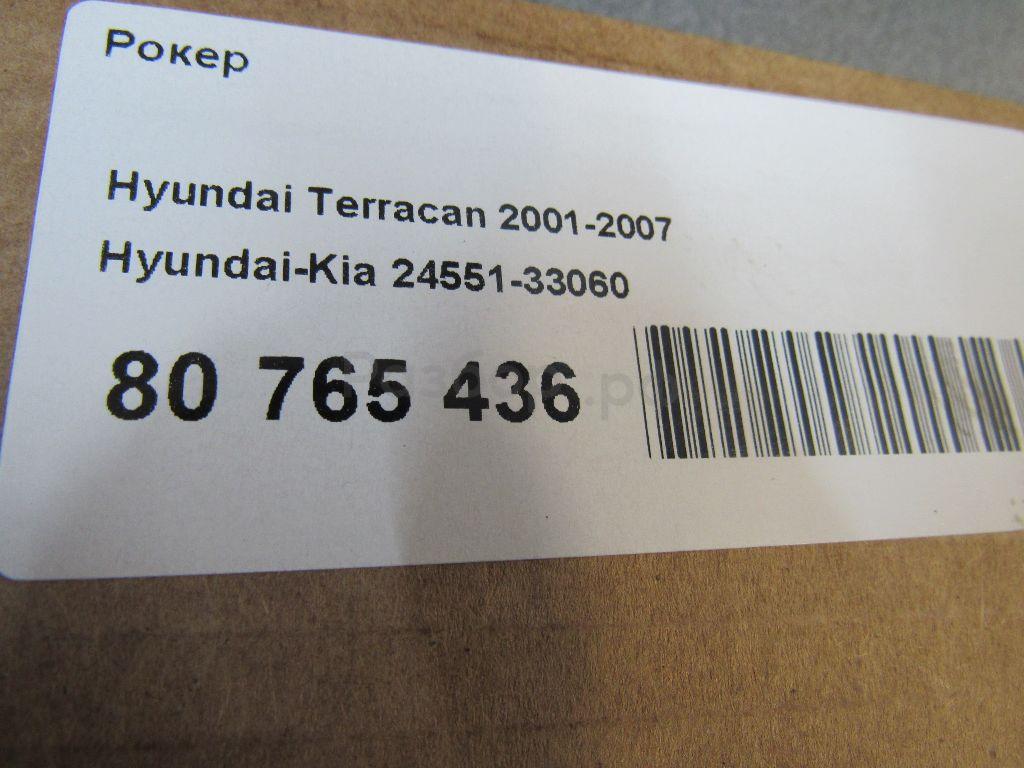 Рокер
Hyundai Terracan 2001-2007
Hyundai-Kia 24551-33060
80 765 436